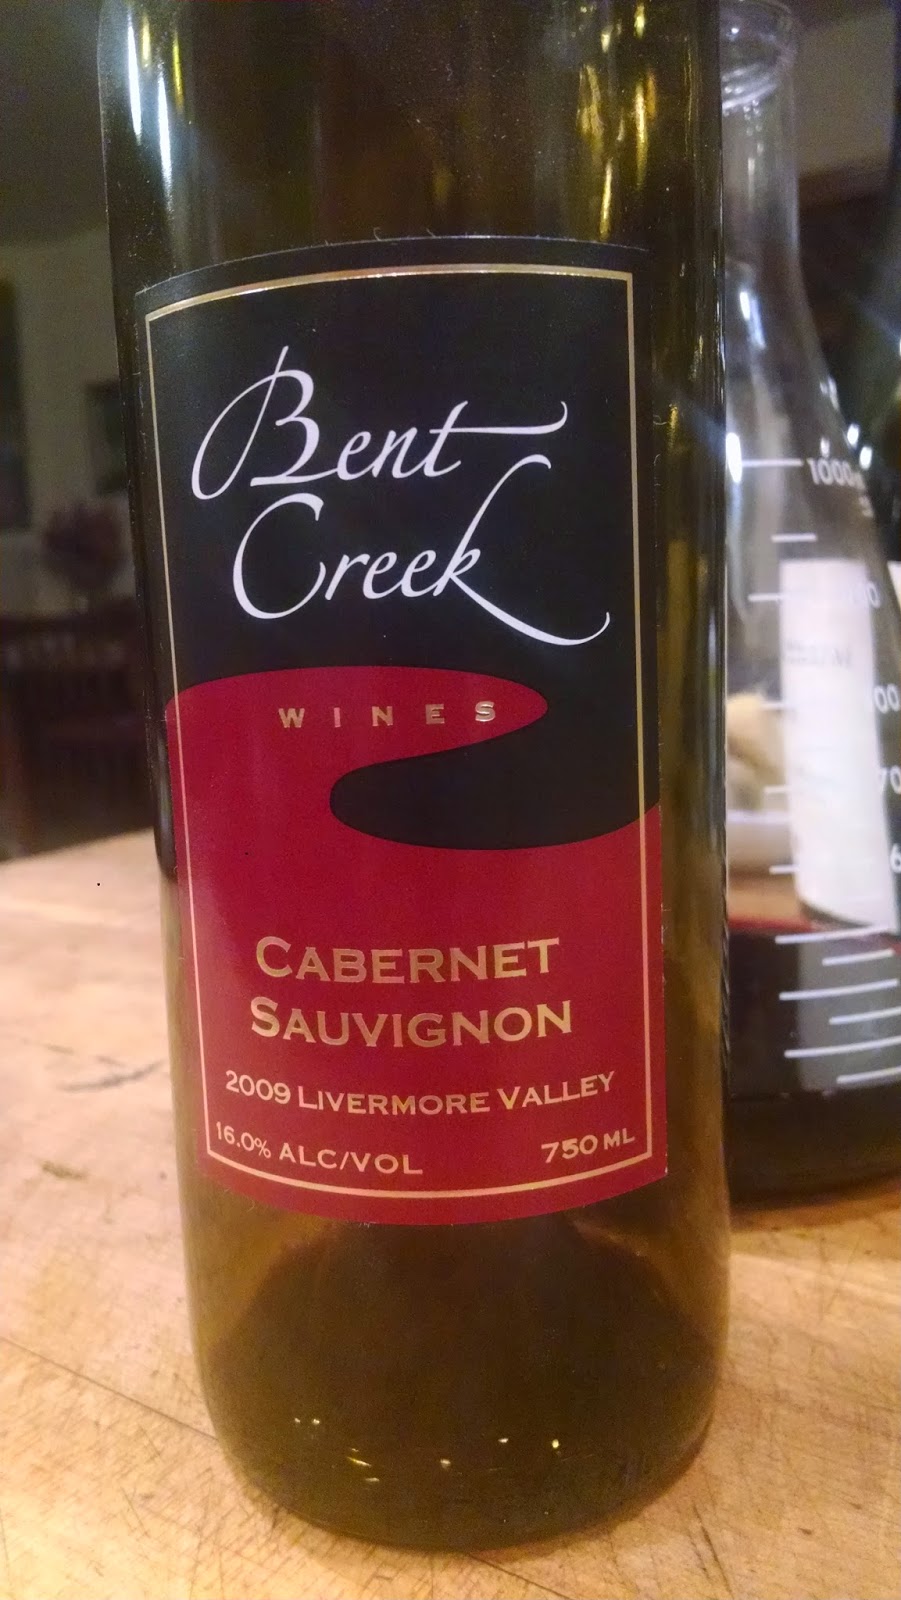 Bent
Creek
WINES
CABERNET
SAUVIGNON
2009 LIVERMORE VALLEY
16.0% ALC/VOL 750 ML
1000